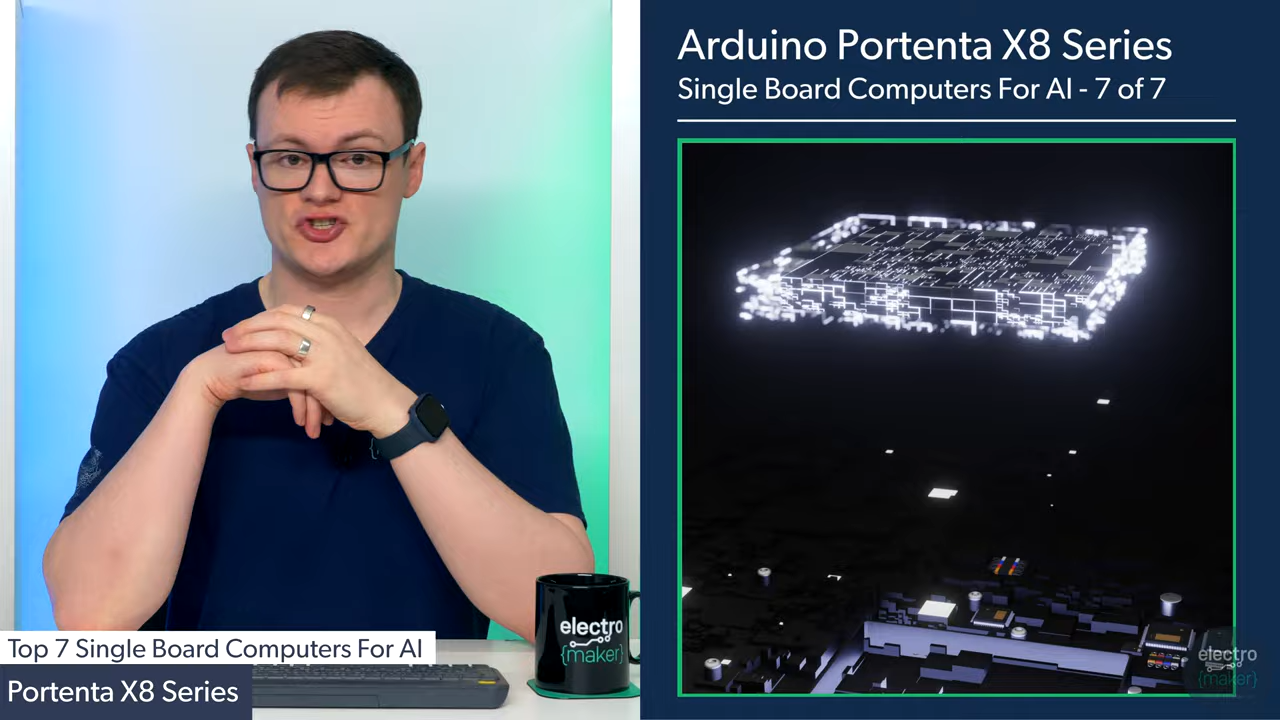 Arduino Portenta X8 Series
Single Board Computers For AI - 7 of 7
electro
{maker}
Top 7 Single Board Computers For AI
Portenta X8 Series
electro
{maker}